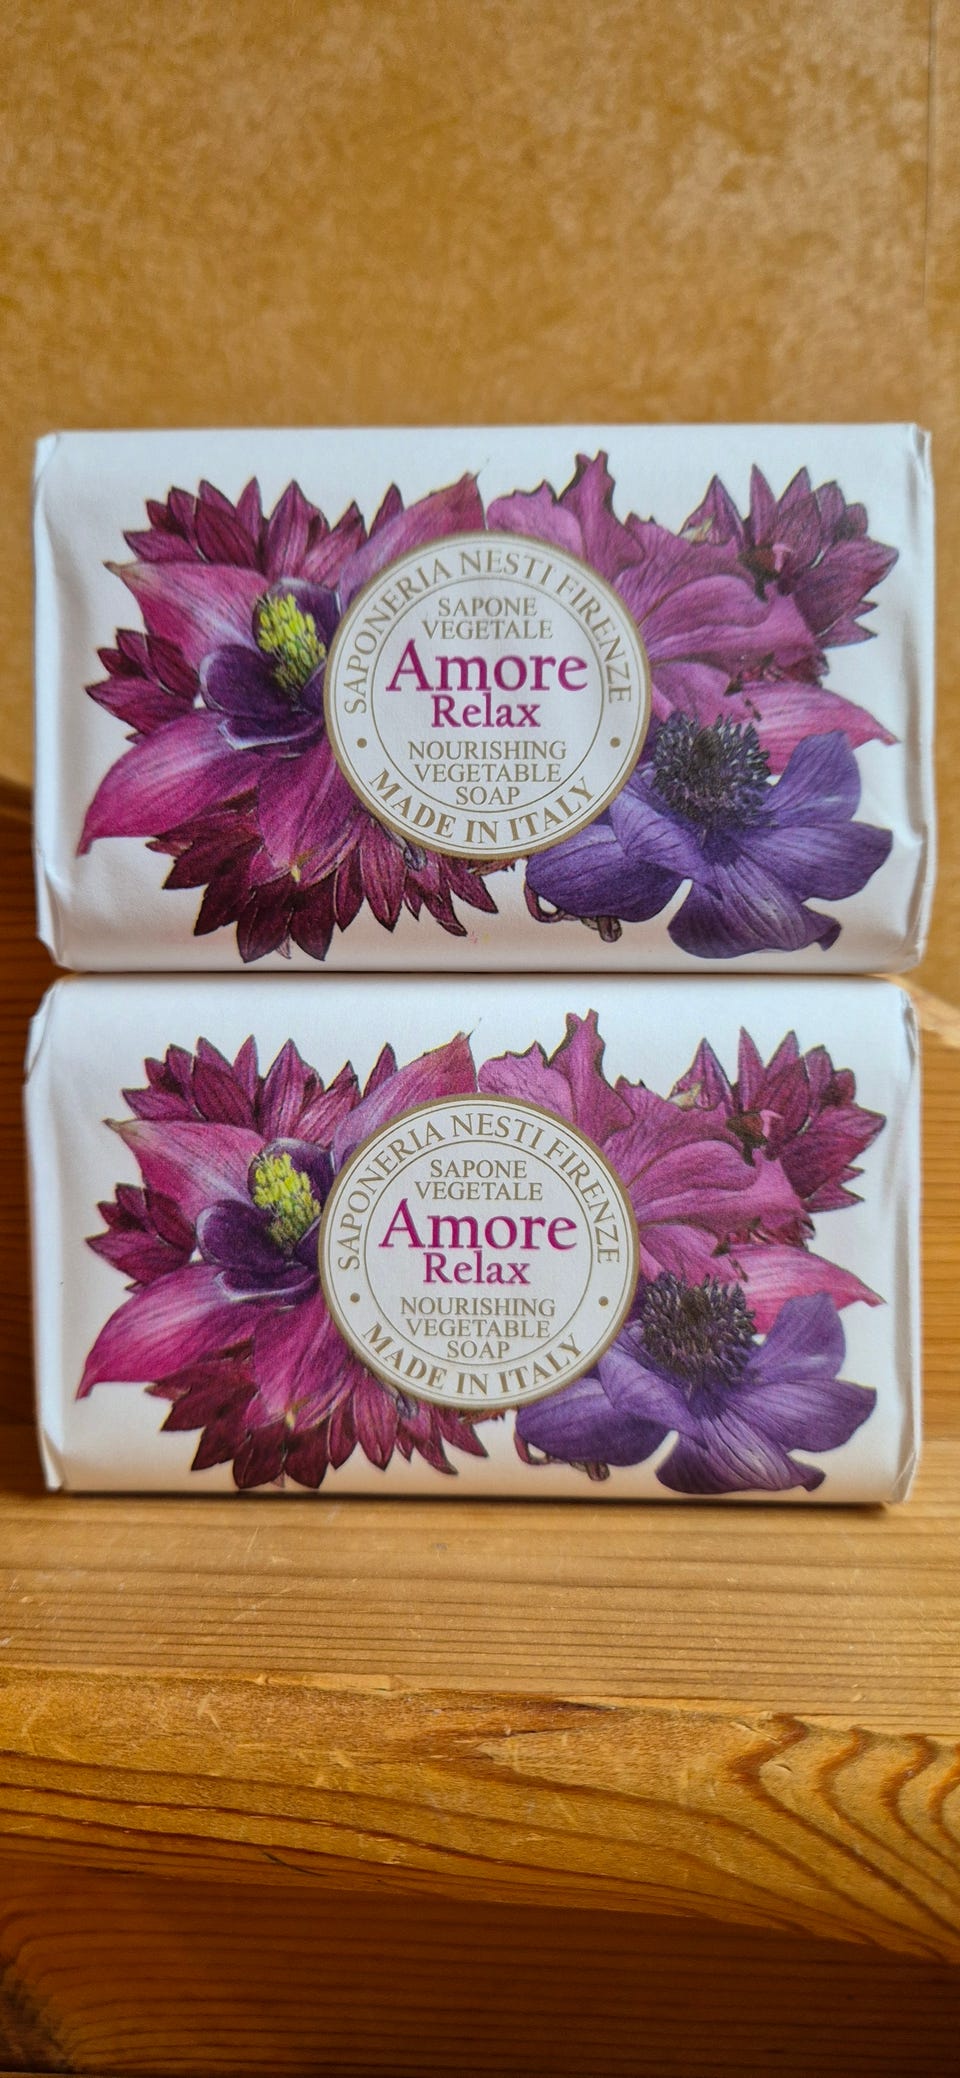 SAPONERIA NESTI FIRENZE
SAPONE
VEGETALE
Amore
Relax
NOURISHING
VEGETABLE
SOAP
MADE IN ITALY
SAPONERIA NESTI FIRENZE
SAPONE
VEGETALE
Amore
Relax
NOURISHING
VEGETABLE
SOAP
MADE IN ITALY